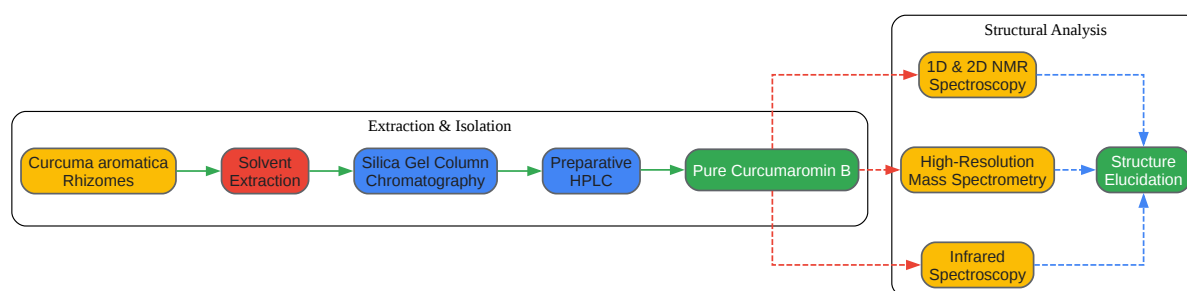 Structural Analysis
1D & 2D NMR
Spectroscopy
Extraction & Isolation
Curcuma aromatica
Rhizomes
Solvent
Extraction
Silica Gel Column
Chromatography
Preparative
HPLC
Pure Curcumaromin B
High-Resolution
Mass Spectrometry
Structure
Elucidation
Infrared
Spectroscopy